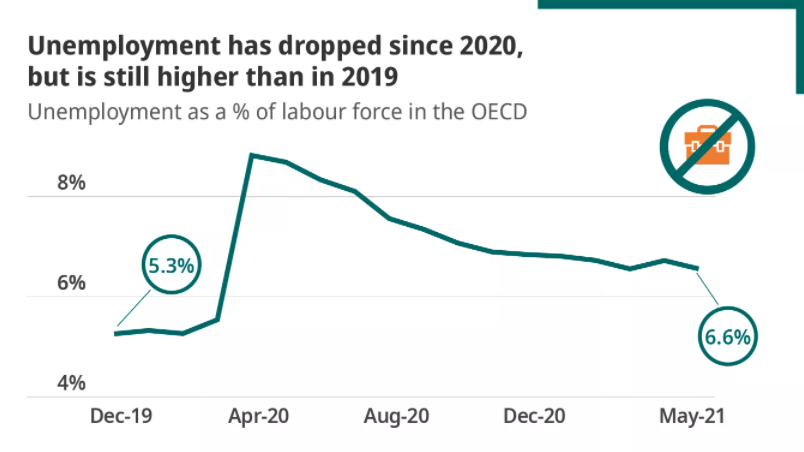 Unemployment has dropped since 2020,
but is still higher than in 2019
Unemployment as a % of labour force in the OECD
8%
5.3%
6%
6.6%
4%
Dec-19 Apr-20 Aug-20 Dec-20 May-21